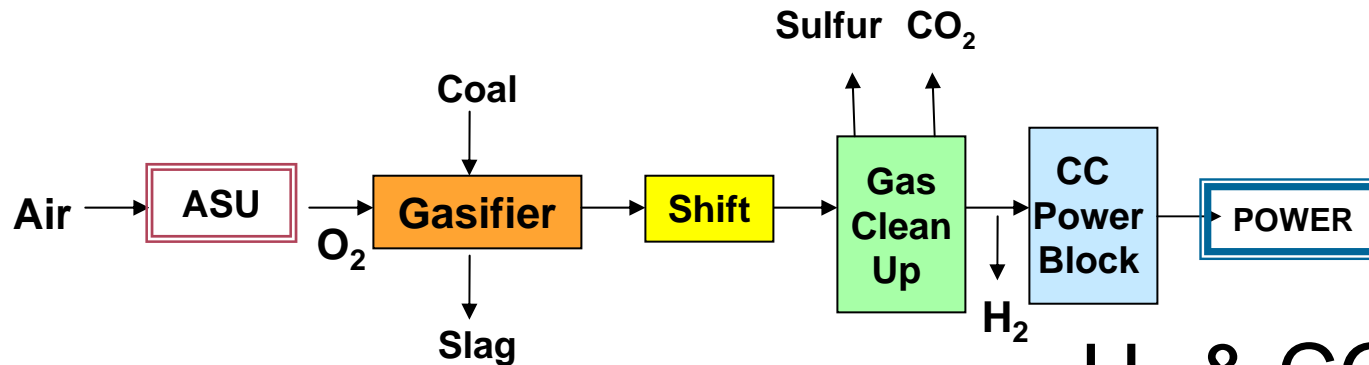 Sulfur CO₂
Coal
Air
ASU
O₂
Gasifier
Slag
Shift
Gas
Clean
Up
H₂
CC
Power
Block
POWER